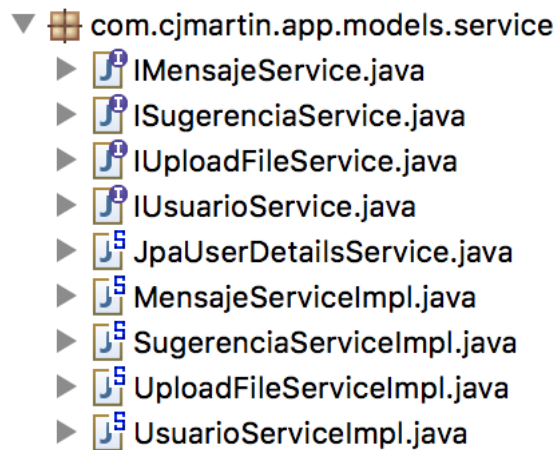 com.cjmartin.app.models.service
IMensajeService.java
ISugerenciaService.java
IUploadFileService.java
IUsuarioService.java
JpaUserDetailsService.java
MensajeServiceImpl.java
SugerenciaServiceImpl.java
UploadFileServiceImpl.java
UsuarioServiceImpl.java